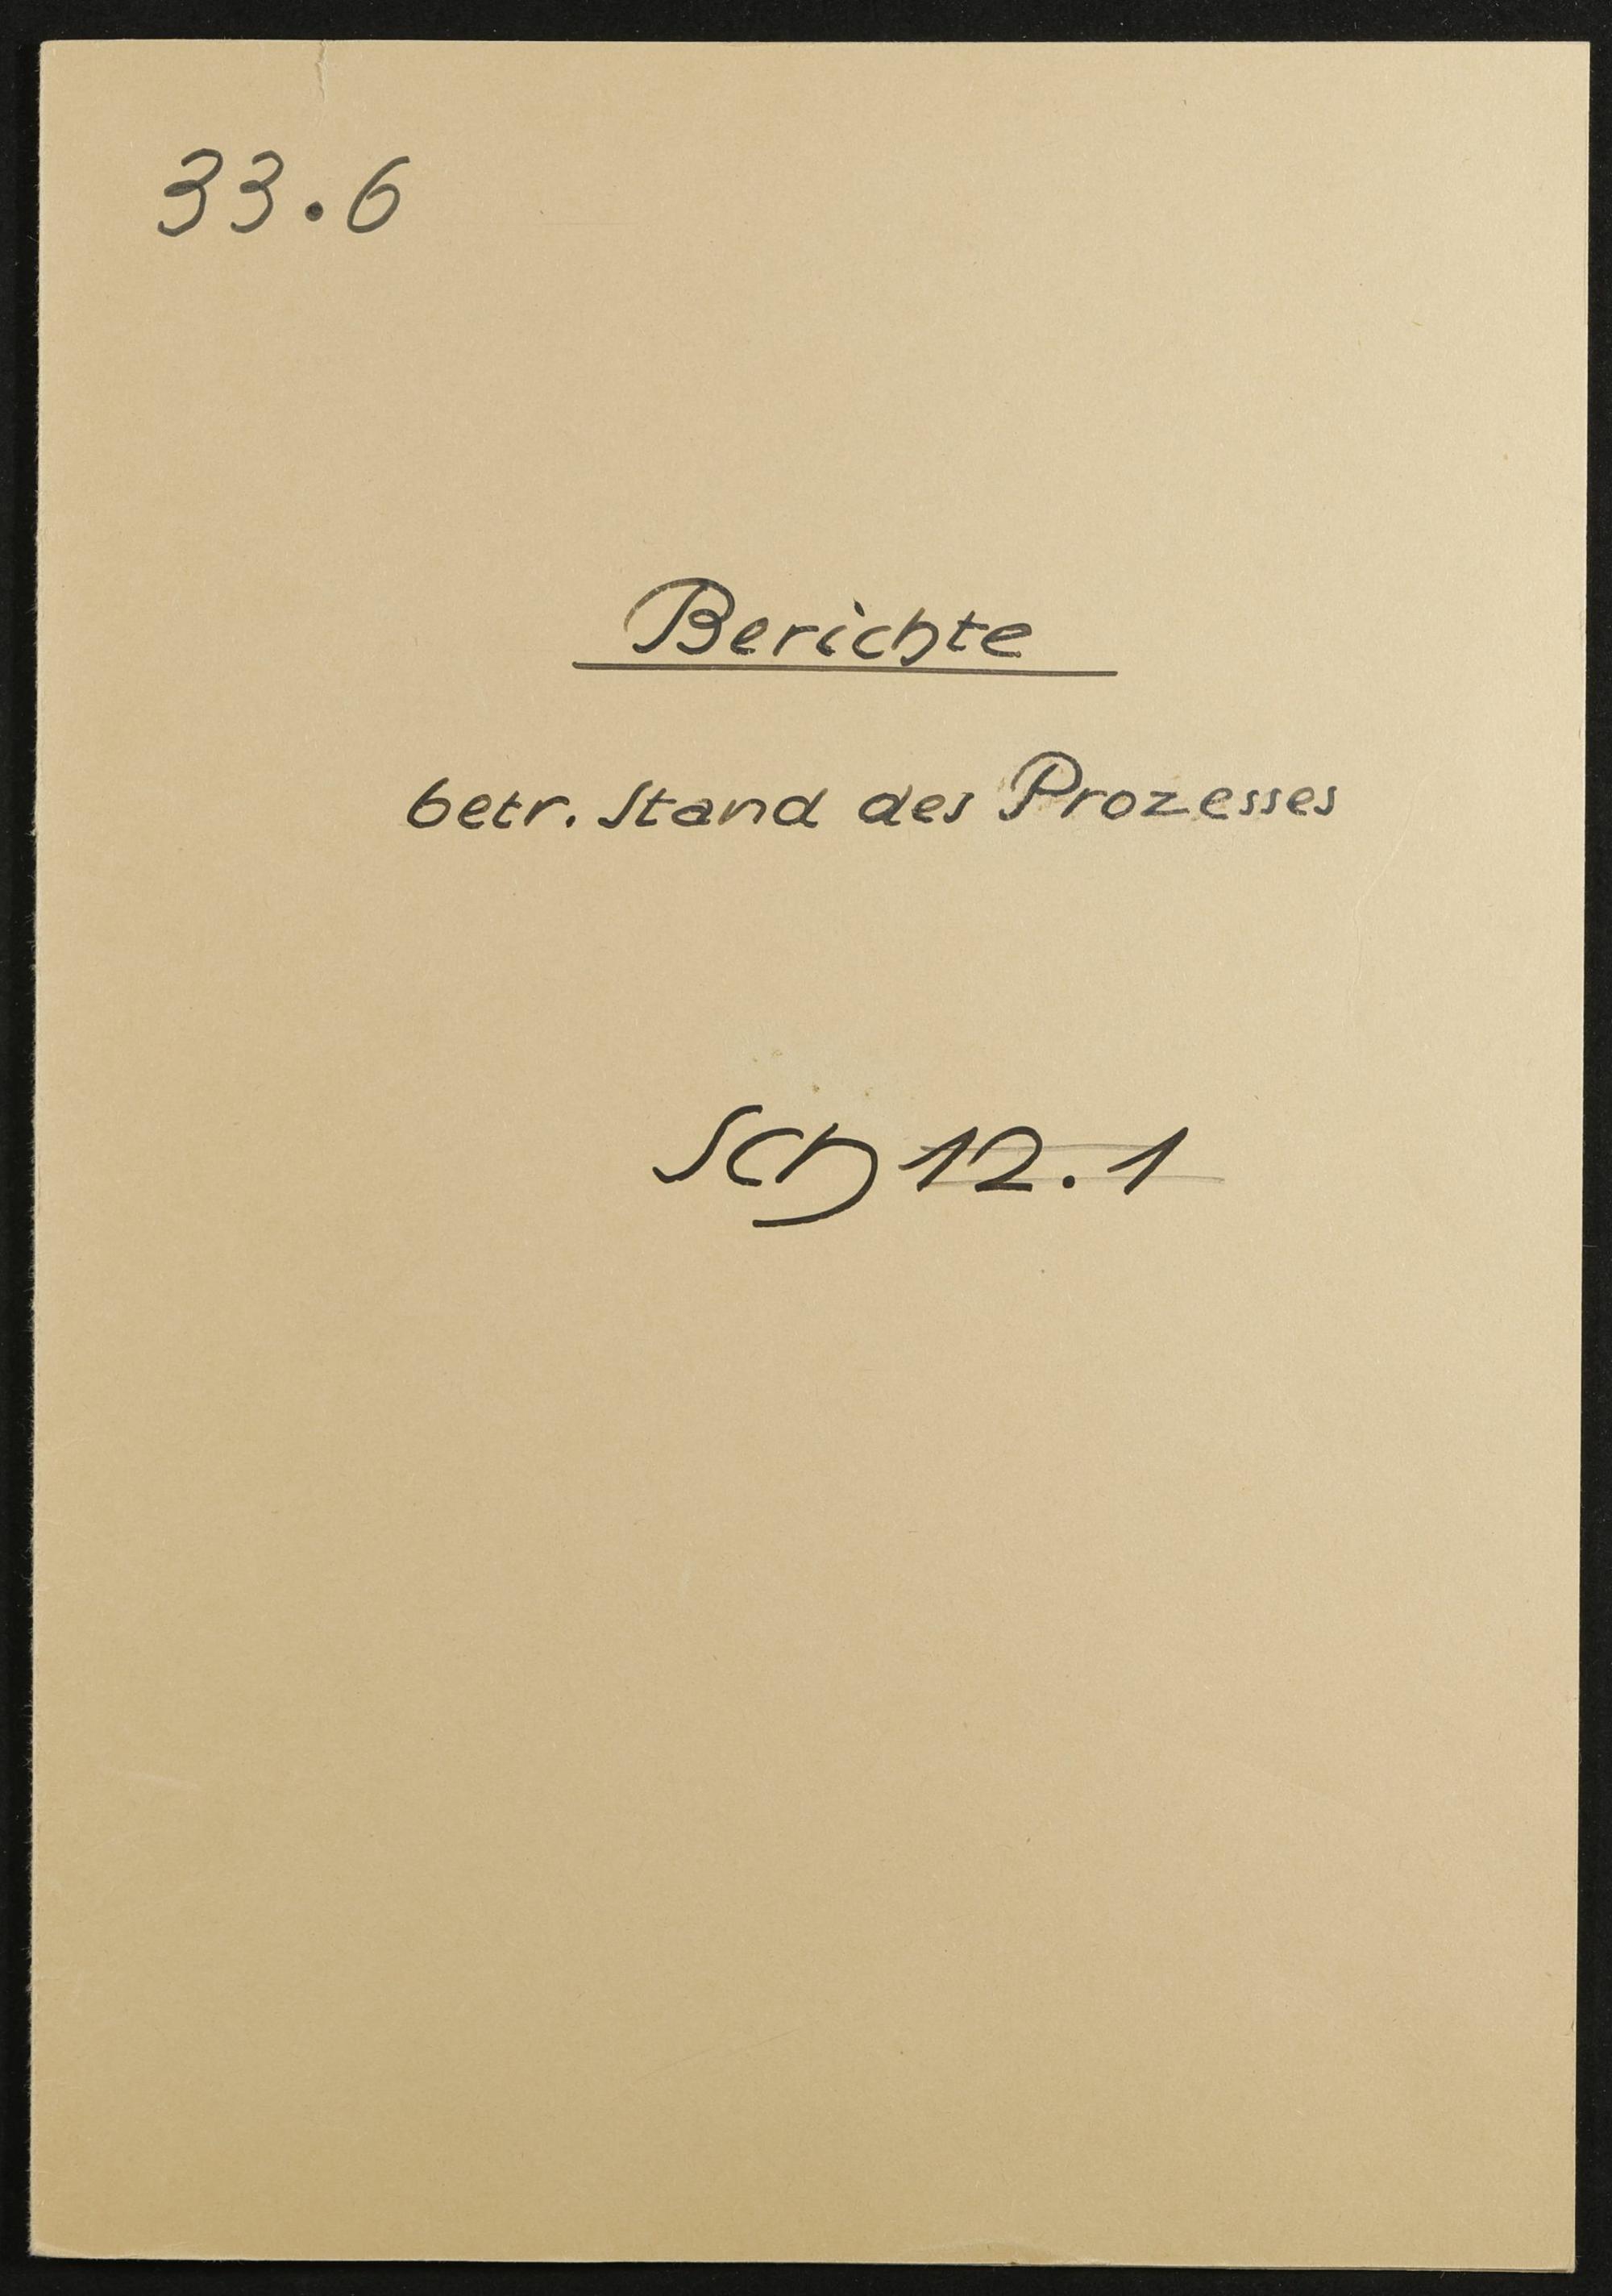 33.6
Berichte
betr. Stand des Prozesses
Sch 12.1